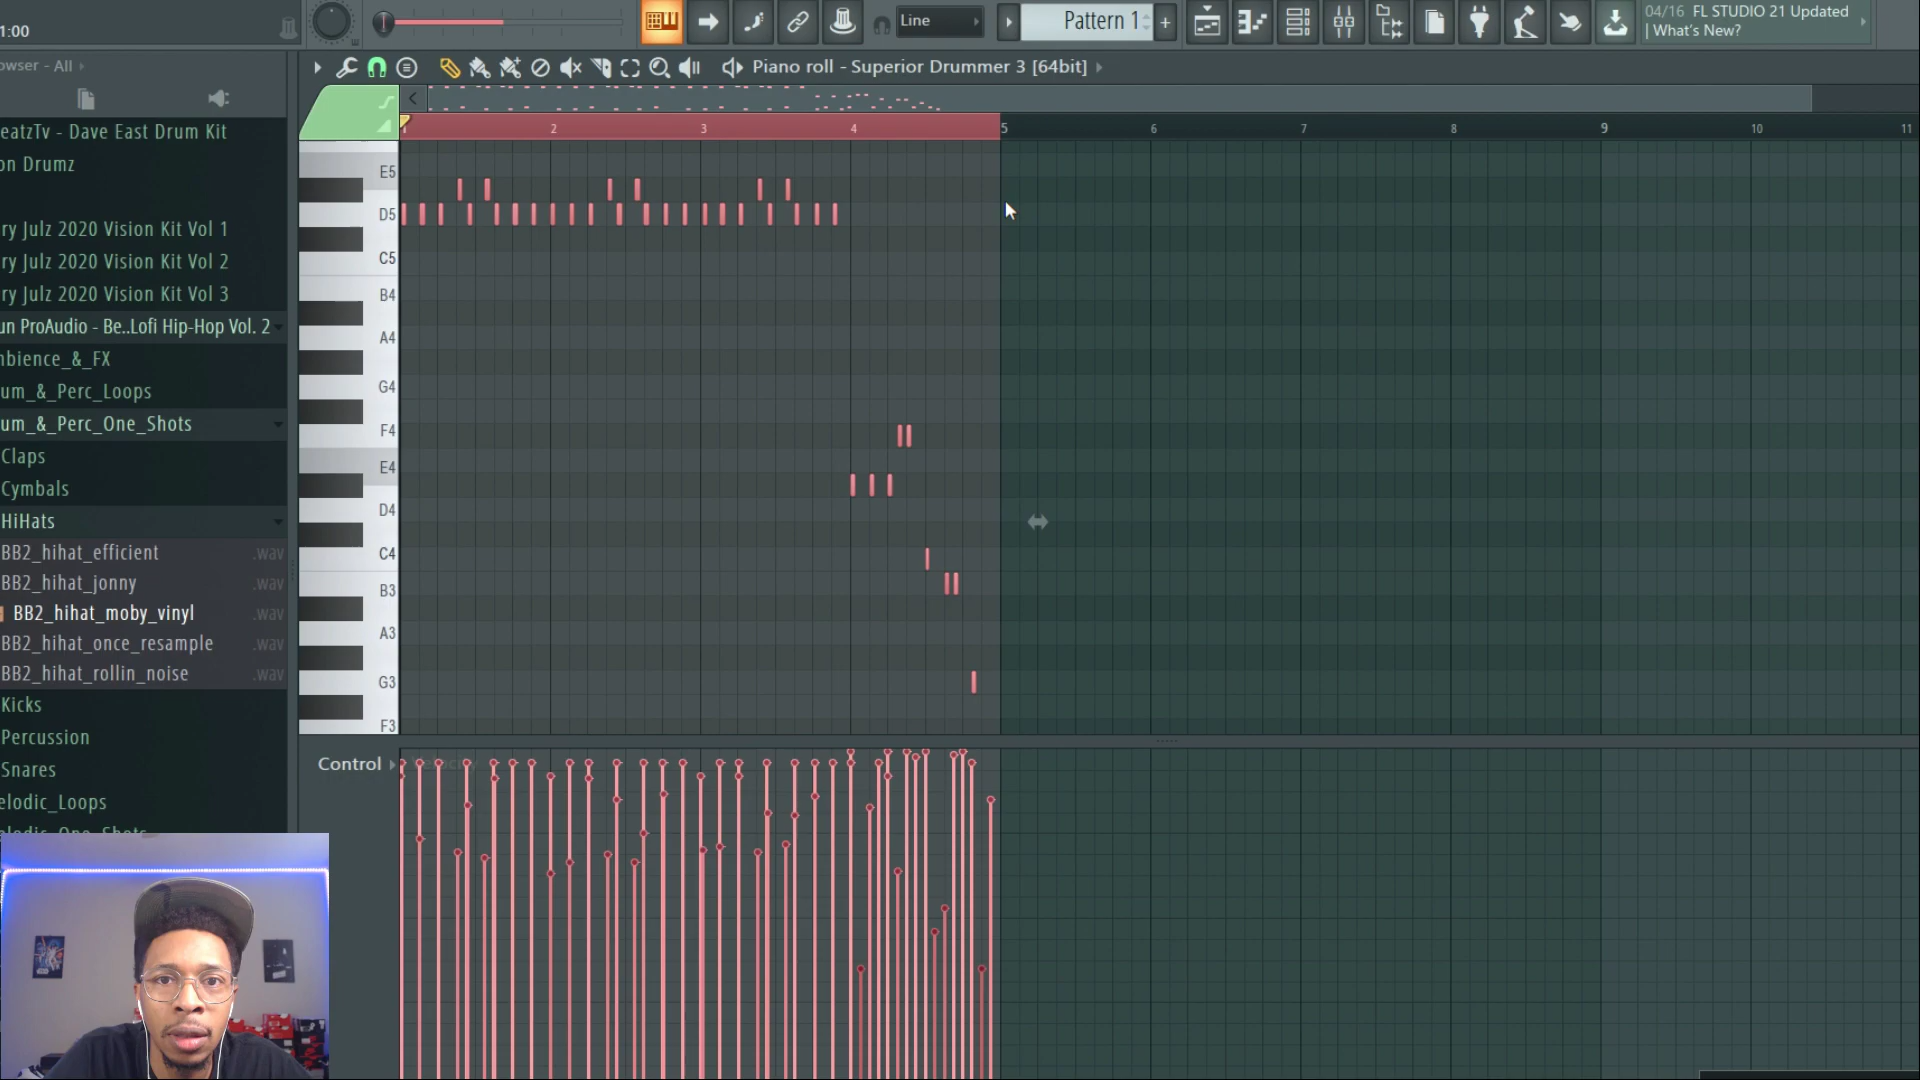 1:00
Line
Pattern 1
+
04/16 FL STUDIO 21 Updated
| What's New?
owser - All
Piano roll - Superior Drummer 3 [64bit]
eatzTv - Dave East Drum Kit
on Drumz
ry Julz 2020 Vision Kit Vol 1
ry Julz 2020 Vision Kit Vol 2
ry Julz 2020 Vision Kit Vol 3
un ProAudio - Be..Lofi Hip-Hop Vol. 2
mbience_&_FX
um_&_Perc_Loops
um_&_Perc_One_Shots
Claps
Cymbals
HiHats
BB2_hihat_efficient .wav
BB2_hihat_jonny .wav
BB2_hihat_moby_vinyl .wav
BB2_hihat_once_resample .wav
BB2_hihat_rollin_noise .wav
Kicks
Percussion
Snares
elodic_Loops
2 3 4 5 6 7 8 9 10 11
E5
D5
C5
B4
A4
G4
F4
E4
D4
C4
B3
A3
G3
F3
Control